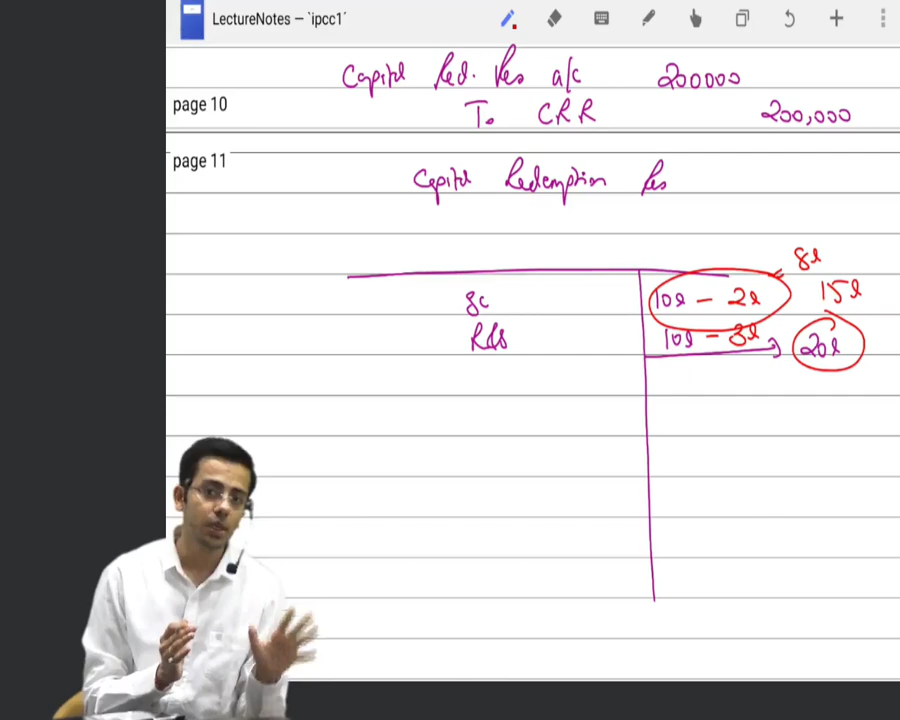 LectureNotes – `ipcc1`
Capital Red. Res a/c 200000
page 10
To CRR 200,000
page 11
Capital Redemption Res
8l
SC 10l – 2l 15l
R&S 10l – 3l 20l